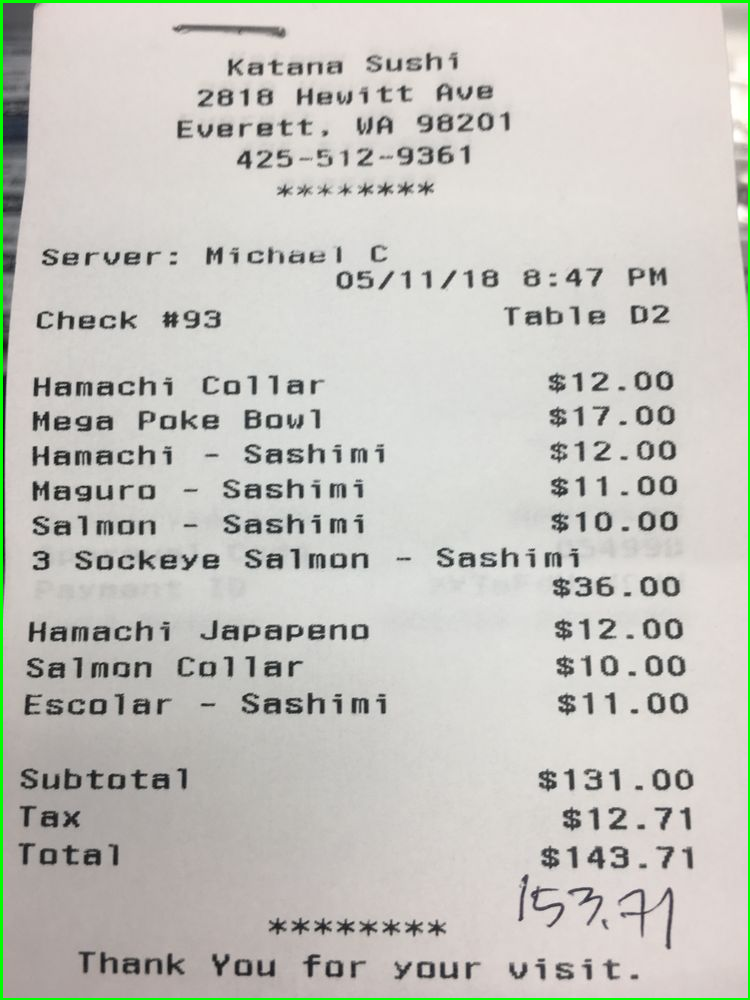 Katana Sushi
2818 Hewitt Ave
Everett, WA 98201
425-512-9361
********
Server: Michael C
05/11/18 8:47 PM
Check #93 Table D2
Hamachi Collar $12.00
Mega Poke Bowl $17.00
Hamachi - Sashimi $12.00
Maguro - Sashimi $11.00
Salmon - Sashimi $10.00
3 Sockeye Salmon - Sashimi
$36.00
Hamachi Japapeno $12.00
Salmon Collar $10.00
Escolar - Sashimi $11.00
Subtotal $131.00
Tax $12.71
Total $143.71
153.71
********
Thank You for your visit.